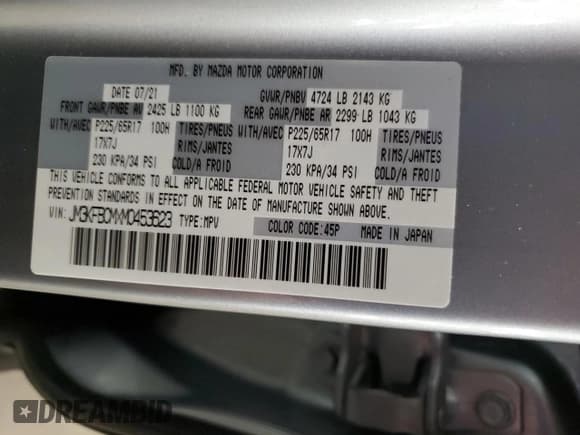 MFD. BY MAZDA MOTOR CORPORATION
DATE 07/21 GVWR/PNBV 4724 LB 2143 KG
FRONT GAWR/PNBE AV 2425 LB 1100 KG REAR GAWR/PNBE AR 2299 LB 1043 KG
WITH/AVEC P225/65R17 100H TIRES/PNEUS WITH/AVEC P225/65R17 100H TIRES/PNEUS
17X7J RIMS/JANTES 17X7J RIMS/JANTES
230 KPA/34 PSI COLD/A FROID 230 KPA/34 PSI COLD/A FROID
THIS VEHICLE CONFORMS TO ALL APPLICABLE FEDERAL MOTOR VEHICLE SAFETY AND THEFT
PREVENTION STANDARDS IN EFFECT ON THE DATE OF MANUFACTURE SHOWN ABOVE.
VIN: JM3KFBCMXM0453623 TYPE:MPV COLOR CODE:45P MADE IN JAPAN
DREAMBID